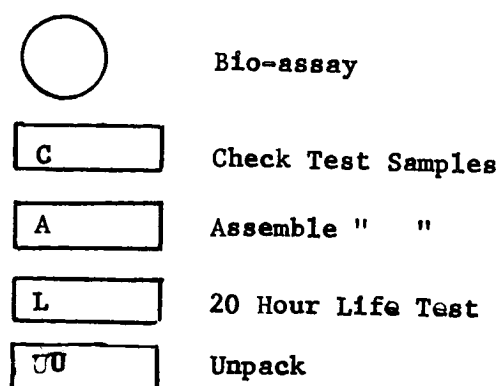 Bio-assay
C Check Test Samples
A Assemble " "
L 20 Hour Life Test
UU Unpack